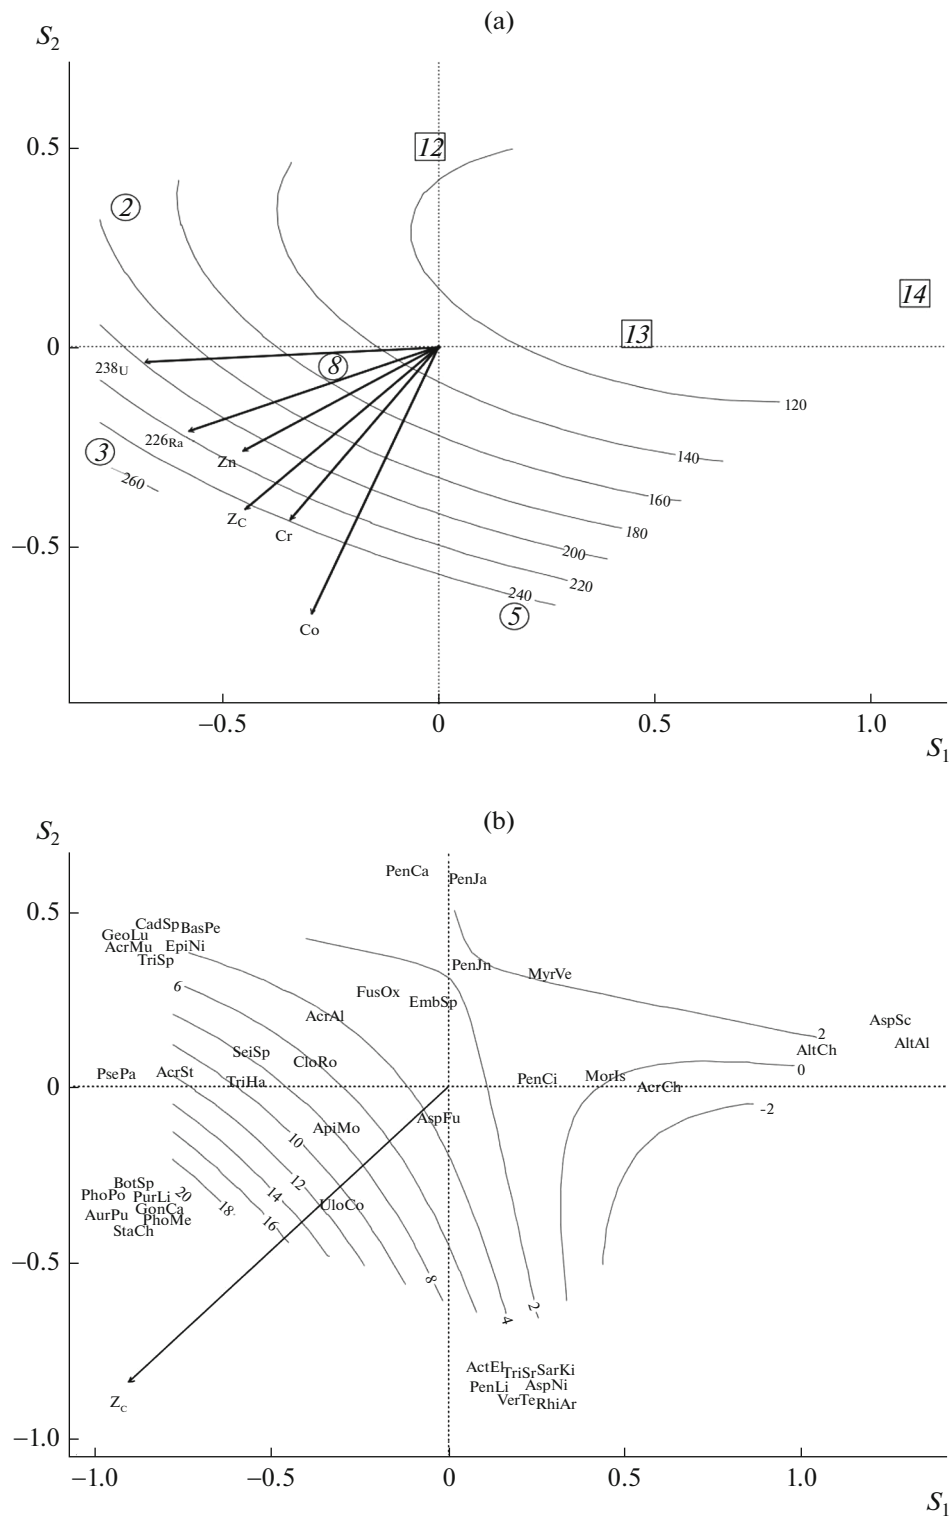 (a)
S2
0.5
12
2
14
13
0
8
238U
120
226Ra
3
Zn
140
260
160
ZC
Cr
180
−0.5
200
220
240
5
Co
−0.5
0
0.5
1.0
S1
(b)
S2
PenCa
PenJa
0.5
CadSp
BasPe
GeoLu
AcrMu
EpiNi
TriSp
PenJn
MyrVe
6
FusOx
EmbSp
AcrAl
AspSc
2
AltAl
SeiSp
AltCh
CloRo
0
PsePa
AcrSt
TriHa
PenCi
MorIs
0
AcrCh
-2
AspFu
ApiMo
10
BotSp
12
PhoPo
PurLi
20
14
UloCo
18
GonCa
AurPu
PhoMe
16
StaCh
−0.5
8
2
4
ActEl
TriSr
SarKi
PenLi
AspNi
VerTe
RhiAr
ZC
−1.0
−1.0
−0.5
0
0.5
1.0
S1